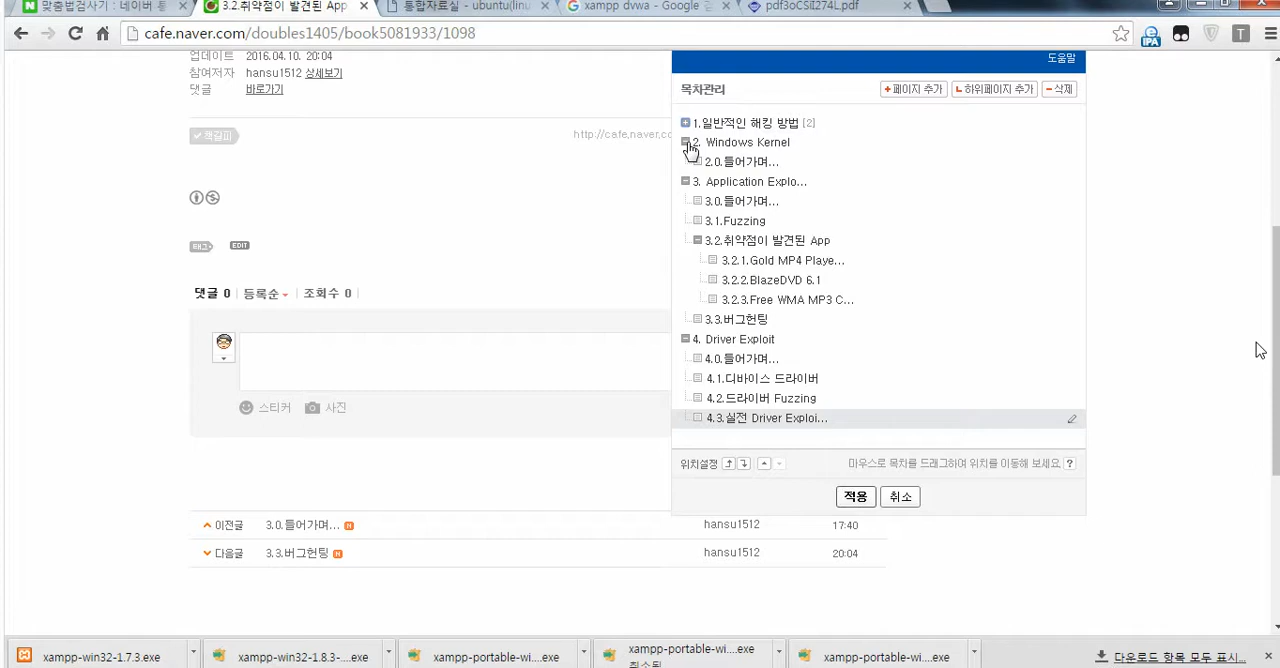 맞춤법검사기 : 네이버 통
3.2.취약점이 발견된 App
통합자료실 - ubuntu(linu
xampp dvwa - Google 검
pdf3oCSlI274L.pdf
cafe.naver.com/doubles1405/book5081933/1098
업데이트 2016.04.10. 20:04
참여저자 hansu1512 상세보기
댓글 바로가기
책갈피
http://cafe,naver,co
태그
EDIT
댓글 0 등록순 조회수 0
스티커 사진
이전글 3.0.들어가며... hansu1512 17:40
다음글 3.3.버그헌팅 hansu1512 20:04
도움말
목차관리
+페이지 추가 하위페이지 추가 -삭제
1.일반적인 해킹 방법 [2]
2. Windows Kernel
2.0.들어가며...
3. Application Explo...
3.0.들어가며...
3.1.Fuzzing
3.2.취약점이 발견된 App
3.2.1.Gold MP4 Playe...
3.2.2.BlazeDVD 6.1
3.2.3.Free WMA MP3 C...
3.3.버그헌팅
4. Driver Exploit
4.0.들어가며...
4.1.디바이스 드라이버
4.2.드라이버 Fuzzing
4.3.실전 Driver Exploi...
위치설정
마우스로 목차를 드래그하여 위치를 이동해 보세요. ?
적용 취소
xampp-win32-1.7.3.exe
xampp-win32-1.8.3-....exe
xampp-portable-wi....exe
xampp-portable-wi....exe
취소됨
xampp-portable-wi....exe
다운로드 항목 모두 표시...